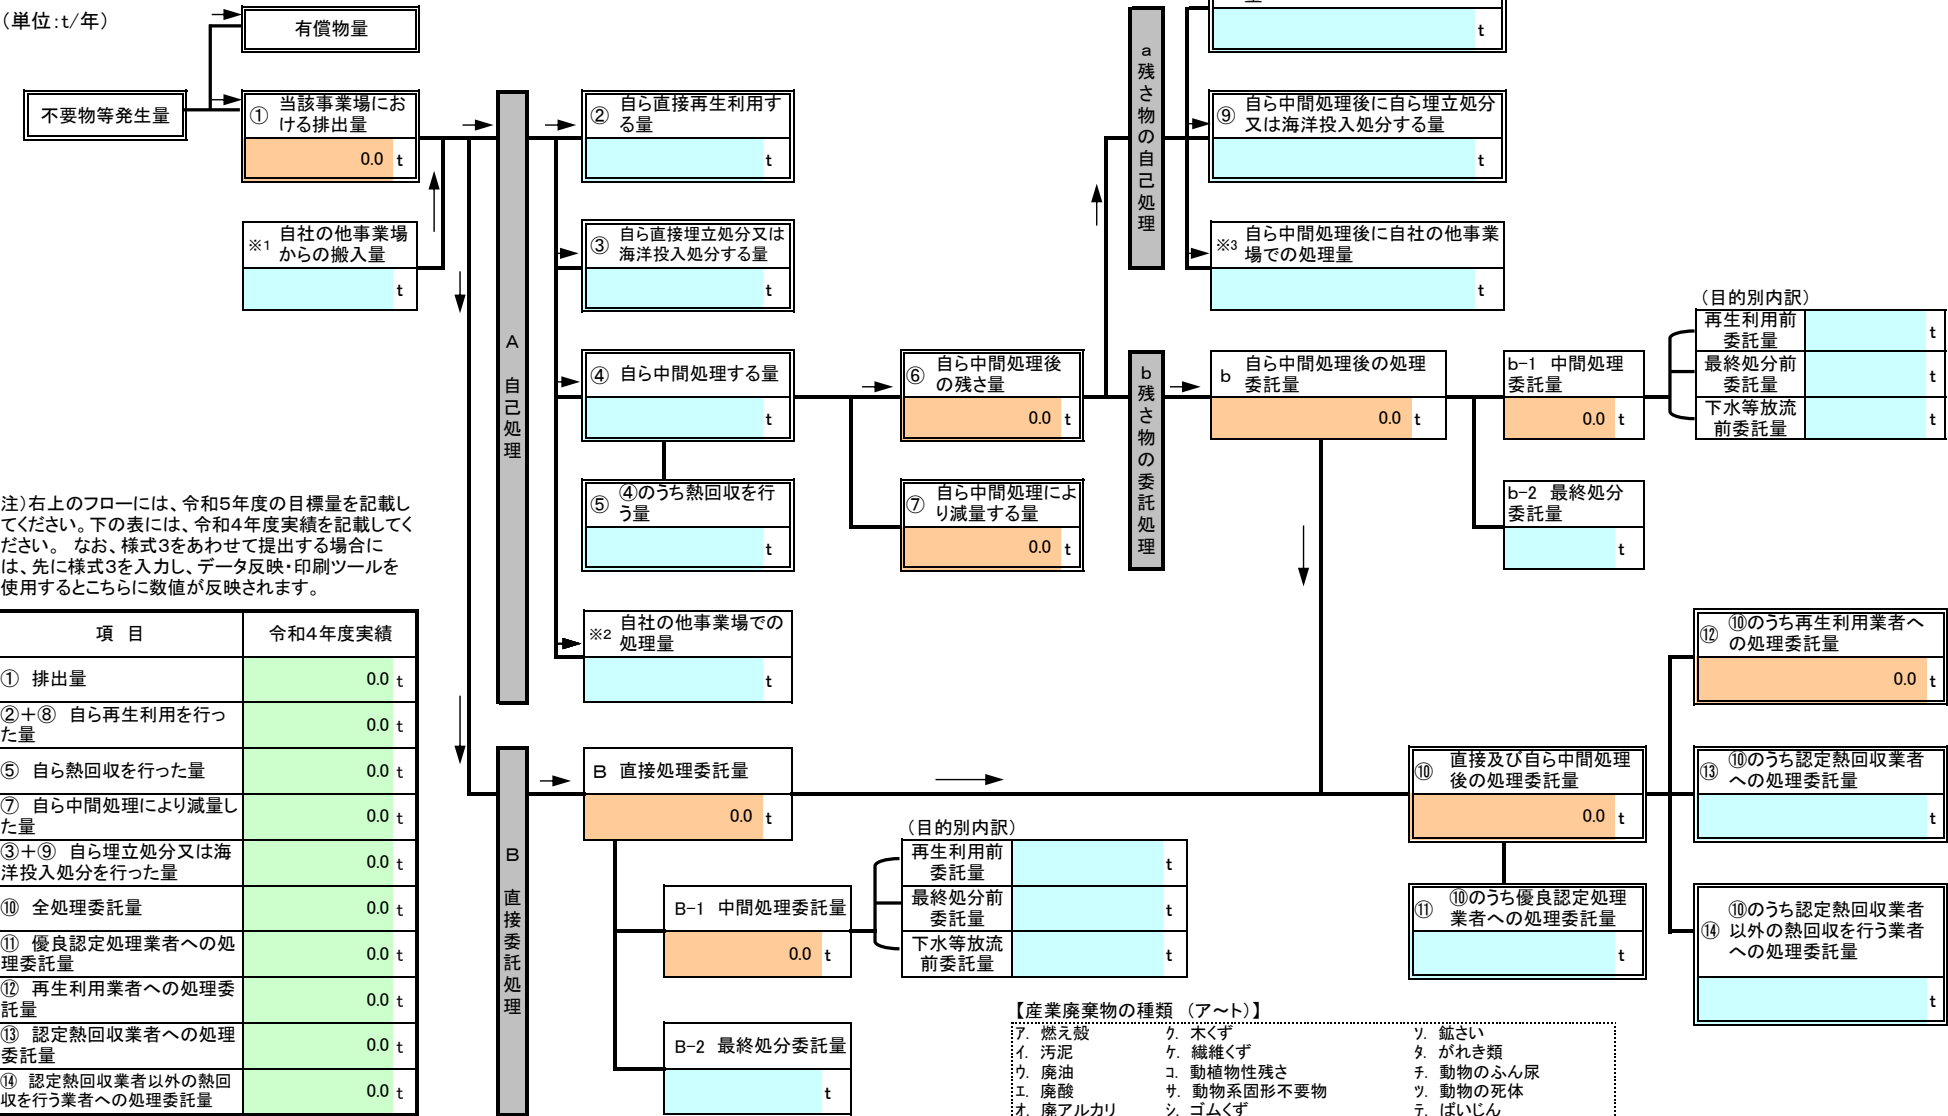 (単位:t/年)
有償物量
不要物等発生量
① 当該事業場にお
ける排出量
0.0 t
※1 自社の他事業場
からの搬入量
t
A 自己処理
② 自ら直接再生利用す
る量
t
③ 自ら直接埋立処分又は
海洋投入処分する量
t
④ 自ら中間処理する量
t
⑤ ④のうち熱回収を行
う量
t
※2 自社の他事業場での
処理量
t
⑥ 自ら中間処理後
の残さ量
0.0 t
⑦ 自ら中間処理によ
り減量する量
0.0 t
a残さ物の自己処理
t
⑨ 自ら中間処理後に自ら埋立処分
又は海洋投入処分する量
t
※3 自ら中間処理後に自社の他事業
場での処理量
t
b残さ物の委託処理
b 自ら中間処理後の処理
委託量
0.0 t
b-1 中間処理
委託量
0.0 t
(目的別内訳)
再生利用前
委託量
t
最終処分前
委託量
t
下水等放流
前委託量
t
b-2 最終処分
委託量
t
注)右上のフローには、令和5年度の目標量を記載し
てください。下の表には、令和4年度実績を記載してく
ださい。 なお、様式3をあわせて提出する場合に
は、先に様式3を入力し、データ反映・印刷ツールを
使用するとこちらに数値が反映されます。
項 目 令和4年度実績
① 排出量 0.0 t
②+⑧ 自ら再生利用を行っ
た量 0.0 t
⑤ 自ら熱回収を行った量 0.0 t
⑦ 自ら中間処理により減量し
た量 0.0 t
③+⑨ 自ら埋立処分又は海
洋投入処分を行った量 0.0 t
⑩ 全処理委託量 0.0 t
⑪ 優良認定処理業者への処
理委託量 0.0 t
⑫ 再生利用業者への処理委
託量 0.0 t
⑬ 認定熱回収業者への処理
委託量 0.0 t
⑭ 認定熱回収業者以外の熱回
収を行う業者への処理委託量 0.0 t
B 直接委託処理
B 直接処理委託量
0.0 t
B-1 中間処理委託量
0.0 t
(目的別内訳)
再生利用前
委託量
t
最終処分前
委託量
t
下水等放流
前委託量
t
B-2 最終処分委託量
t
⑩ 直接及び自ら中間処理
後の処理委託量
0.0 t
⑪ ⑩のうち優良認定処理
業者への処理委託量
t
⑫ ⑩のうち再生利用業者へ
の処理委託量
0.0 t
⑬ ⑩のうち認定熱回収業者
への処理委託量
t
⑭ ⑩のうち認定熱回収業者
以外の熱回収を行う業者
への処理委託量
t
【産業廃棄物の種類 (ア~ト)】
ア. 燃え殻 ク. 木くず ソ. 鉱さい
イ. 汚泥 ケ. 繊維くず タ. がれき類
ウ. 廃油 コ. 動植物性残さ チ. 動物のふん尿
エ. 廃酸 サ. 動物系固形不要物 ツ. 動物の死体
オ. 廃アルカリ シ. ゴムくず テ. ばいじん